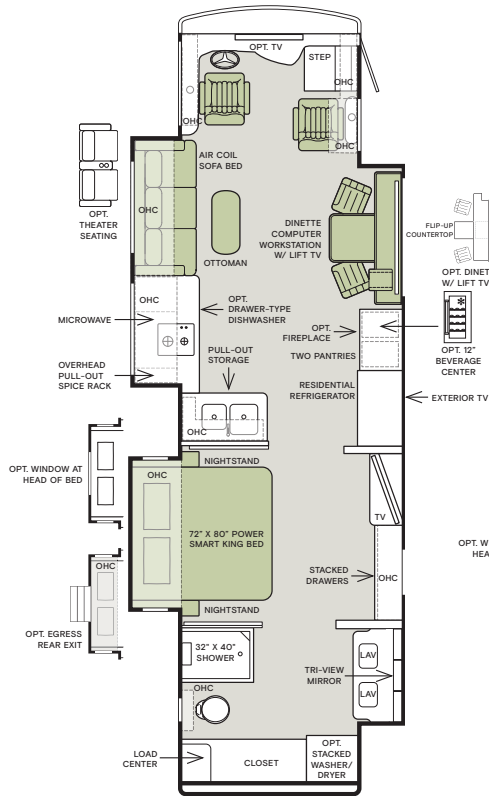 OPT. TV
STEP
OHC
OHC
OHC
AIR COIL
SOFA BED
OHC
OPT.
THEATER
SEATING
OTTOMAN
DINETTE
COMPUTER
WORKSTATION
W/ LIFT TV
FLIP-UP
COUNTERTOP
OPT. DINET
W/ LIFT TV
OHC
MICROWAVE
OPT.
DRAWER-TYPE
DISHWASHER
OPT.
FIREPLACE
TWO PANTRIES
OPT. 12"
BEVERAGE
CENTER
OVERHEAD
PULL-OUT
SPICE RACK
PULL-OUT
STORAGE
RESIDENTIAL
REFRIGERATOR
EXTERIOR TV
OHC
NIGHTSTAND
OHC
OPT. WINDOW AT
HEAD OF BED
72" X 80" POWER
SMART KING BED
TV
OPT. W
HEA
OHC
STACKED
DRAWERS
OHC
NIGHTSTAND
OPT. EGRESS
REAR EXIT
32" X 40"
SHOWER
LAV
TRI-VIEW
MIRROR
LAV
OHC
LOAD
CENTER
CLOSET
OPT.
STACKED
WASHER/
DRYER